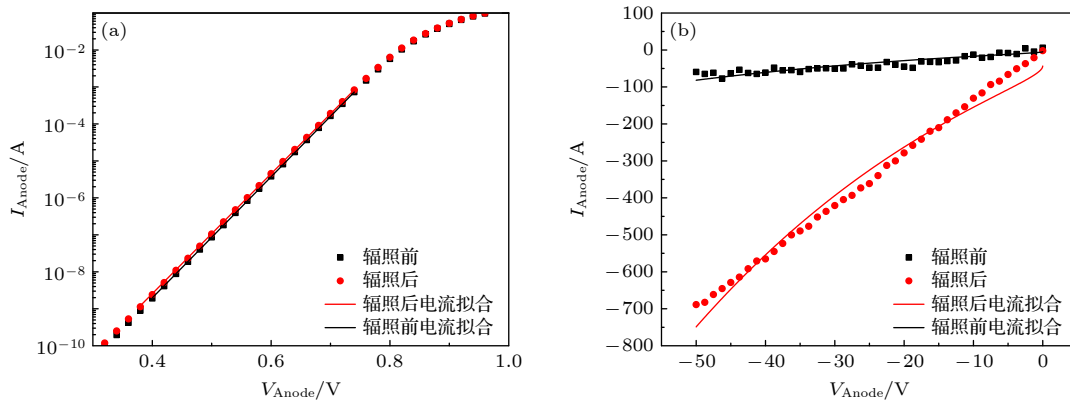 (a)
10⁻²
10⁻⁴
10⁻⁶
10⁻⁸
10⁻¹⁰
I_Anode/A
辐照前
辐照后
辐照后电流拟合
辐照前电流拟合
0.4
0.6
0.8
1.0
V_Anode/V
(b)
100
0
−100
−200
−300
−400
−500
−600
−700
−800
I_Anode/A
辐照前
辐照后
辐照后电流拟合
辐照前电流拟合
−50
−40
−30
−20
−10
0
V_Anode/V